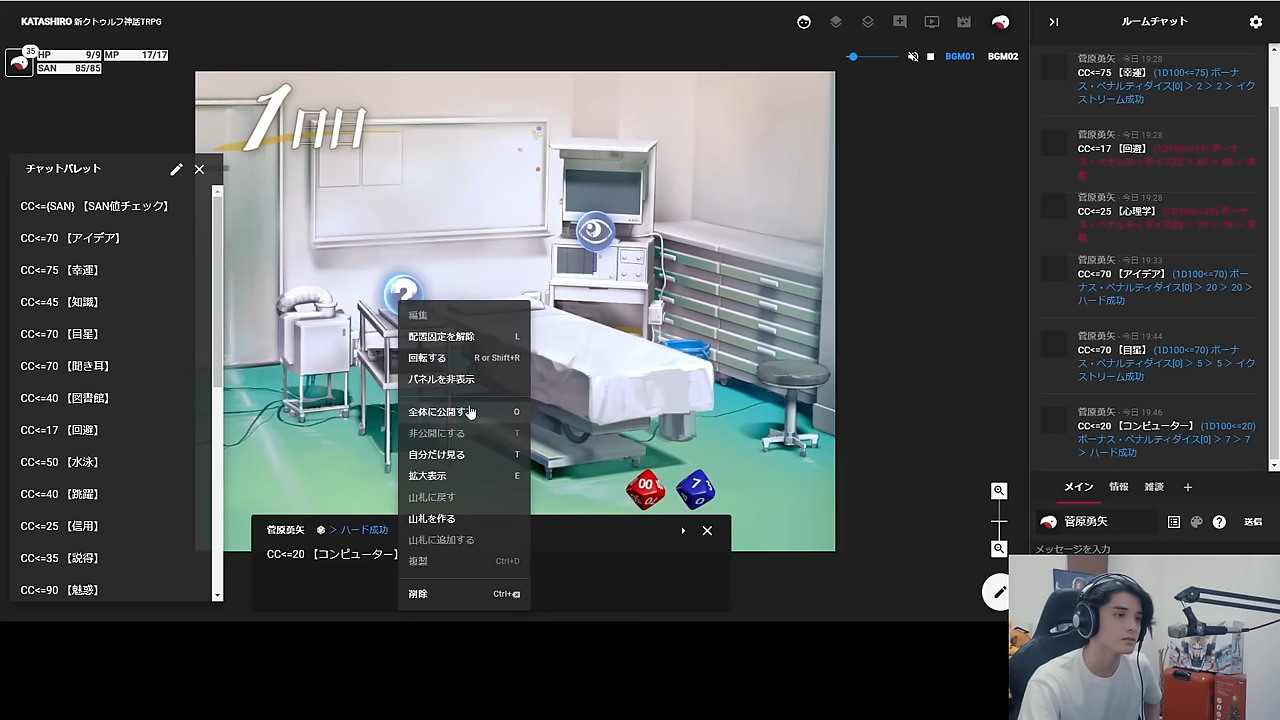 KATASHIRO 新クトゥルフ神話TRPG
35
HP 9/9 MP 17/17
SAN 85/85
BGM01 BGM02
1日目
チャットパレット
CC<={SAN} 【SAN値チェック】
CC<=70 【アイデア】
CC<=75 【幸運】
CC<=45 【知識】
CC<=70 【目星】
CC<=70 【聞き耳】
CC<=40 【図書館】
CC<=17 【回避】
CC<=50 【水泳】
CC<=40 【跳躍】
CC<=25 【信用】
CC<=35 【説得】
CC<=90 【魅惑】
?
編集
配置固定を解除 L
回転する R or Shift+R
パネルを非表示
全体に公開する O
非公開にする T
自分だけ見る T
拡大表示 E
山札に戻す
山札を作る
山札に追加する
複製 Ctrl+D
削除 Ctrl+
00
7
菅原勇矢 > ハード成功
CC<=20 【コンピューター】
ルームチャット
菅原勇矢 - 今日 19:28
CC<=75 【幸運】 (1D100<=75) ボーナ
ス・ペナルティダイス[0] > 2 > 2 > イク
ストリーム成功
菅原勇矢 - 今日 19:28
CC<=17 【回避】
菅原勇矢 - 今日 19:28
CC<=25 【心理学】
菅原勇矢 - 今日 19:33
CC<=70 【アイデア】 (1D100<=70) ボー
ナス・ペナルティダイス[0] > 20 > 20 >
ハード成功
菅原勇矢 - 今日 19:44
CC<=70 【目星】 (1D100<=70) ボーナ
ス・ペナルティダイス[0] > 5 > 5 > イク
ストリーム成功
菅原勇矢 - 今日 19:46
CC<=20 【コンピューター】 (1D100<=20)
ボーナス・ペナルティダイス[0] > 7 > 7
> ハード成功
メイン 情報 雑談 +
菅原勇矢 送信
メッセージを入力